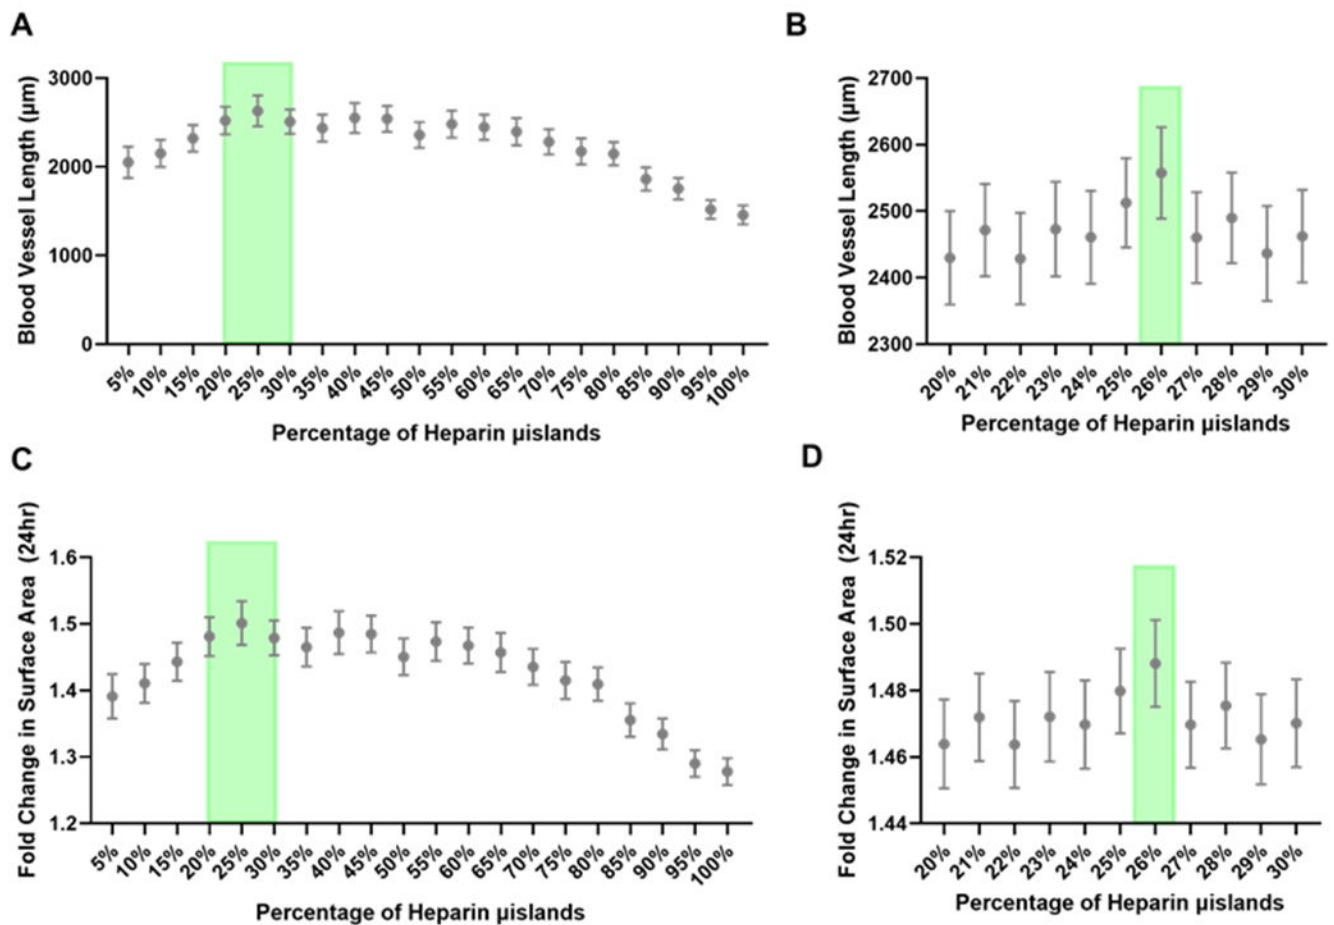 A
Blood Vessel Length (μm)
3000
2000
1000
0
5% 10% 15% 20% 25% 30% 35% 40% 45% 50% 55% 60% 65% 70% 75% 80% 85% 90% 95% 100%
Percentage of Heparin μislands
B
Blood Vessel Length (μm)
2700
2600
2500
2400
2300
20% 21% 22% 23% 24% 25% 26% 27% 28% 29% 30%
Percentage of Heparin μislands
C
Fold Change in Surface Area (24hr)
1.6
1.5
1.4
1.3
1.2
5% 10% 15% 20% 25% 30% 35% 40% 45% 50% 55% 60% 65% 70% 75% 80% 85% 90% 95% 100%
Percentage of Heparin μislands
D
Fold Change in Surface Area (24hr)
1.52
1.50
1.48
1.46
1.44
20% 21% 22% 23% 24% 25% 26% 27% 28% 29% 30%
Percentage of Heparin μislands